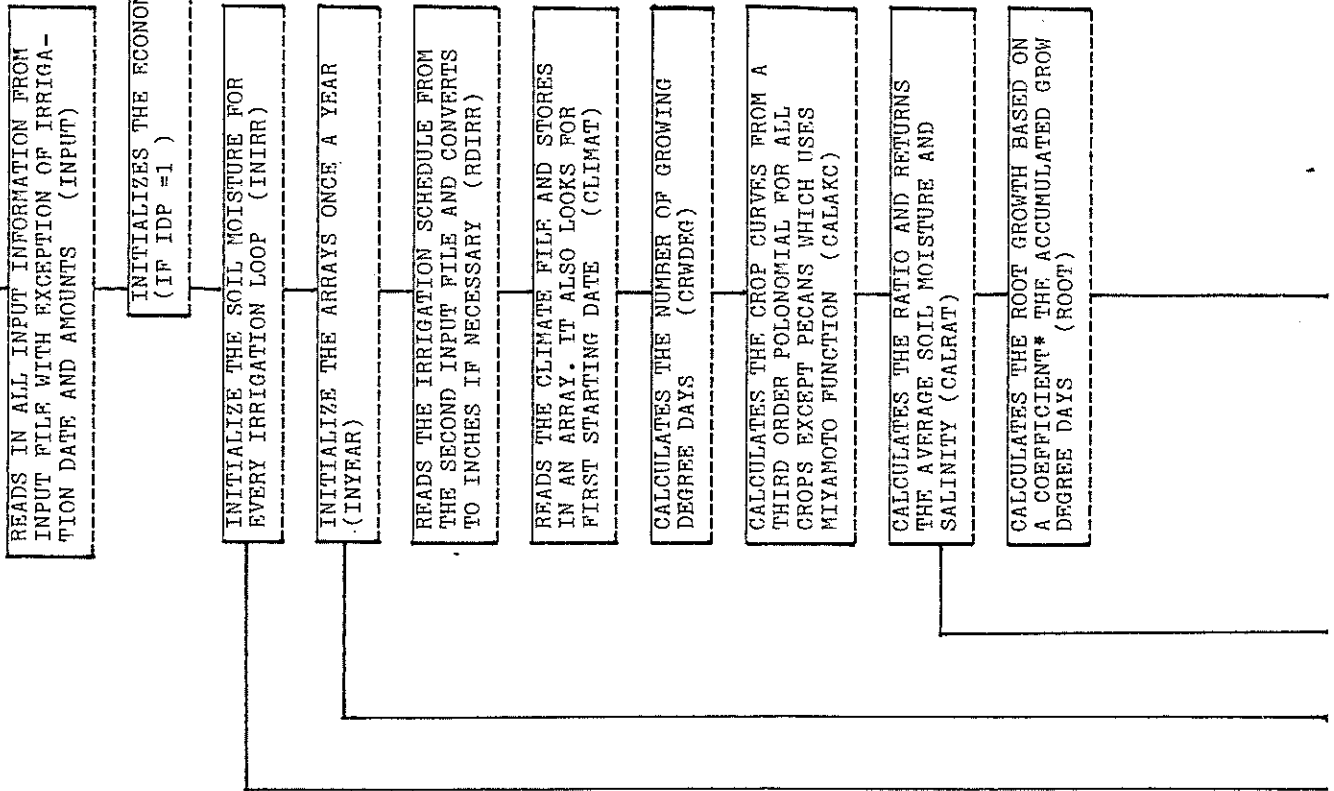 READS IN ALL INPUT INFORMATION FROM
INPUT FILE WITH EXCEPTION OF IRRIGA-
TION DATE AND AMOUNTS (INPUT)
INITIALIZES THE
(IF IDP =1 )
INITIALIZE THE SOIL MOISTURE FOR
EVERY IRRIGATION LOOP (INIRR)
INITIALIZE THE ARRAYS ONCE A YEAR
(INYEAR)
READS THE IRRIGATION SCHEDULE FROM
THE SECOND INPUT FILE AND CONVERTS
TO INCHES IF NECESSARY (RDIRR)
READS THE CLIMATE FILE AND STORES
IN AN ARRAY. IT ALSO LOOKS FOR
FIRST STARTING DATE (CLIMAT)
CALCULATES THE NUMBER OF GROWING
DEGREE DAYS (CRWDEG)
CALCULATES THE CROP CURVES FROM A
THIRD ORDER POLONOMIAL FOR ALL
CROPS EXCEPT PECANS WHICH USES
MIYAMOTO FUNCTION (CALAKC)
CALCULATES THE RATIO AND RETURNS
THE AVERAGE SOIL MOISTURE AND
SALINITY (CALRAT)
CALCULATES THE ROOT GROWTH BASED ON
A COEFFICIENT* THE ACCUMULATED GROW
DEGREE DAYS (ROOT)